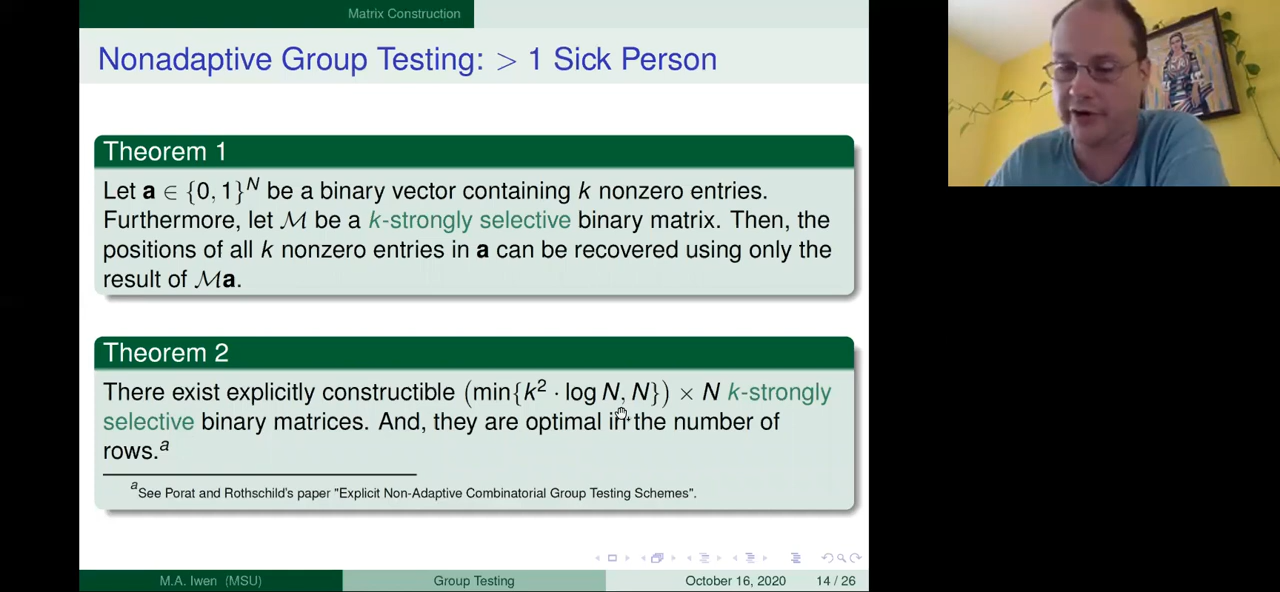 Matrix Construction
Nonadaptive Group Testing: > 1 Sick Person
Theorem 1
Let a ∈ {0, 1}^N be a binary vector containing k nonzero entries.
Furthermore, let ℳ be a k-strongly selective binary matrix. Then, the
positions of all k nonzero entries in a can be recovered using only the
result of ℳa.
Theorem 2
There exist explicitly constructible (min{k² · log N, N}) × N k-strongly
selective binary matrices. And, they are optimal in the number of
rows.^a
^a See Porat and Rothschild's paper "Explicit Non-Adaptive Combinatorial Group Testing Schemes".
M.A. Iwen (MSU) Group Testing October 16, 2020 14 / 26